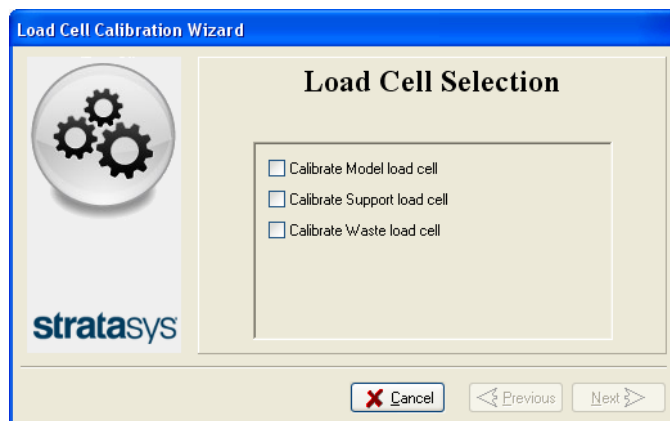 Load Cell Calibration Wizard
Load Cell Selection
Calibrate Model load cell
Calibrate Support load cell
Calibrate Waste load cell
stratasys
Cancel
Previous
Next